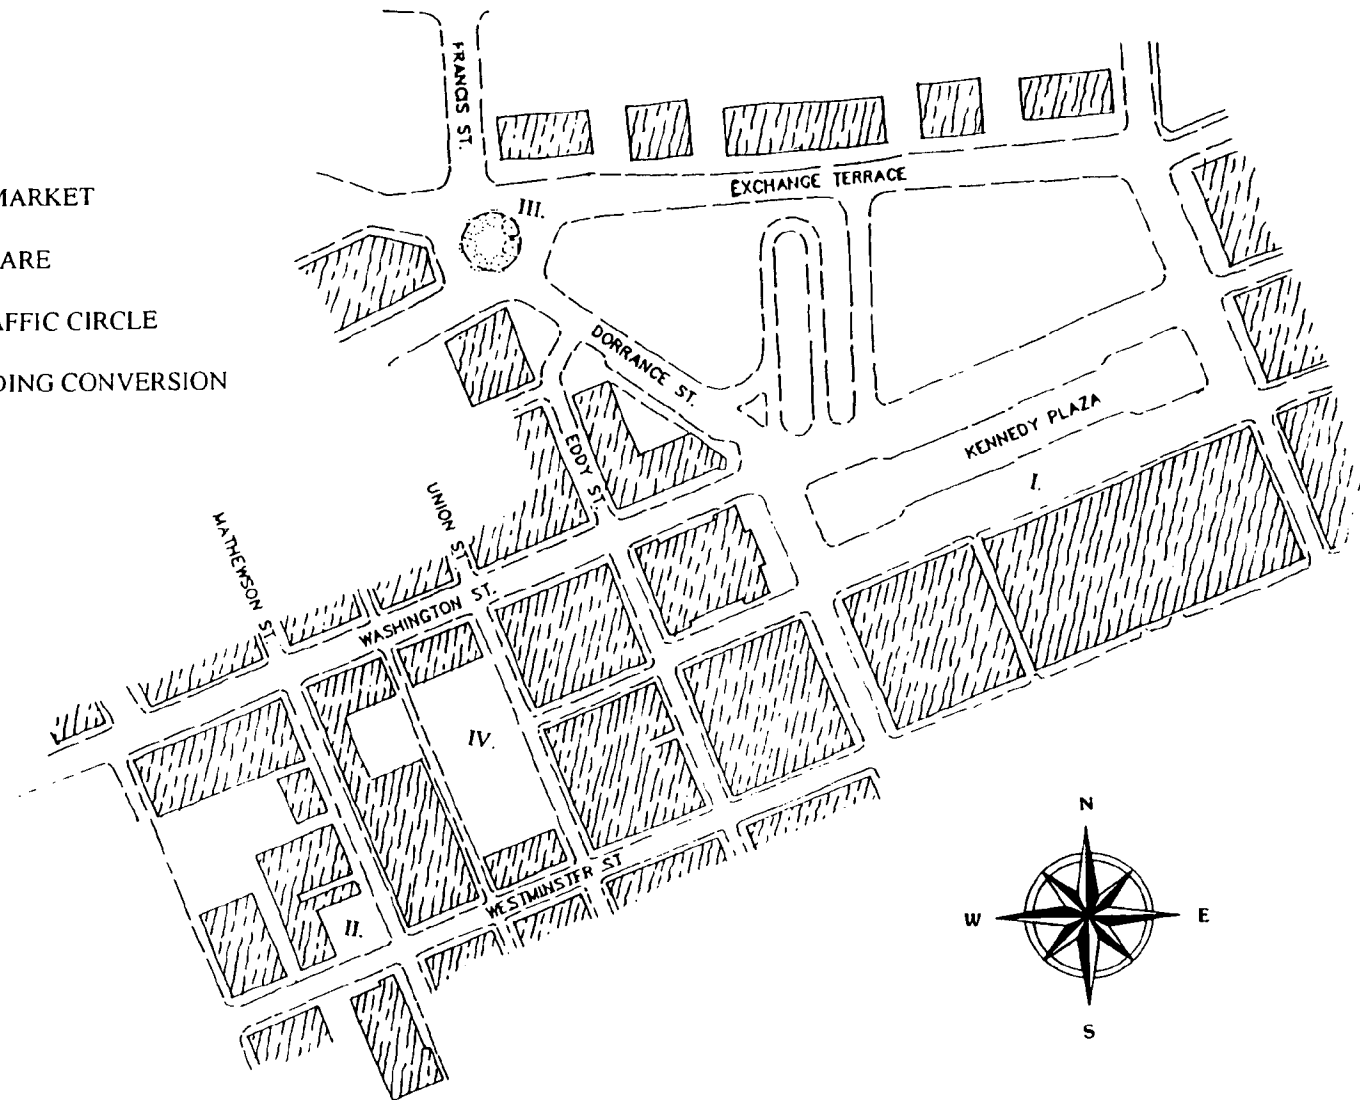 MARKET
ARE
AFFIC CIRCLE
DING CONVERSION
FRANCIS ST.
III.
EXCHANGE TERRACE
DORRANCE ST.
KENNEDY PLAZA
I.
EDDY ST.
UNION ST.
MATHEWSON ST.
WASHINGTON ST.
IV.
WESTMINSTER ST
II.
N
W
E
S